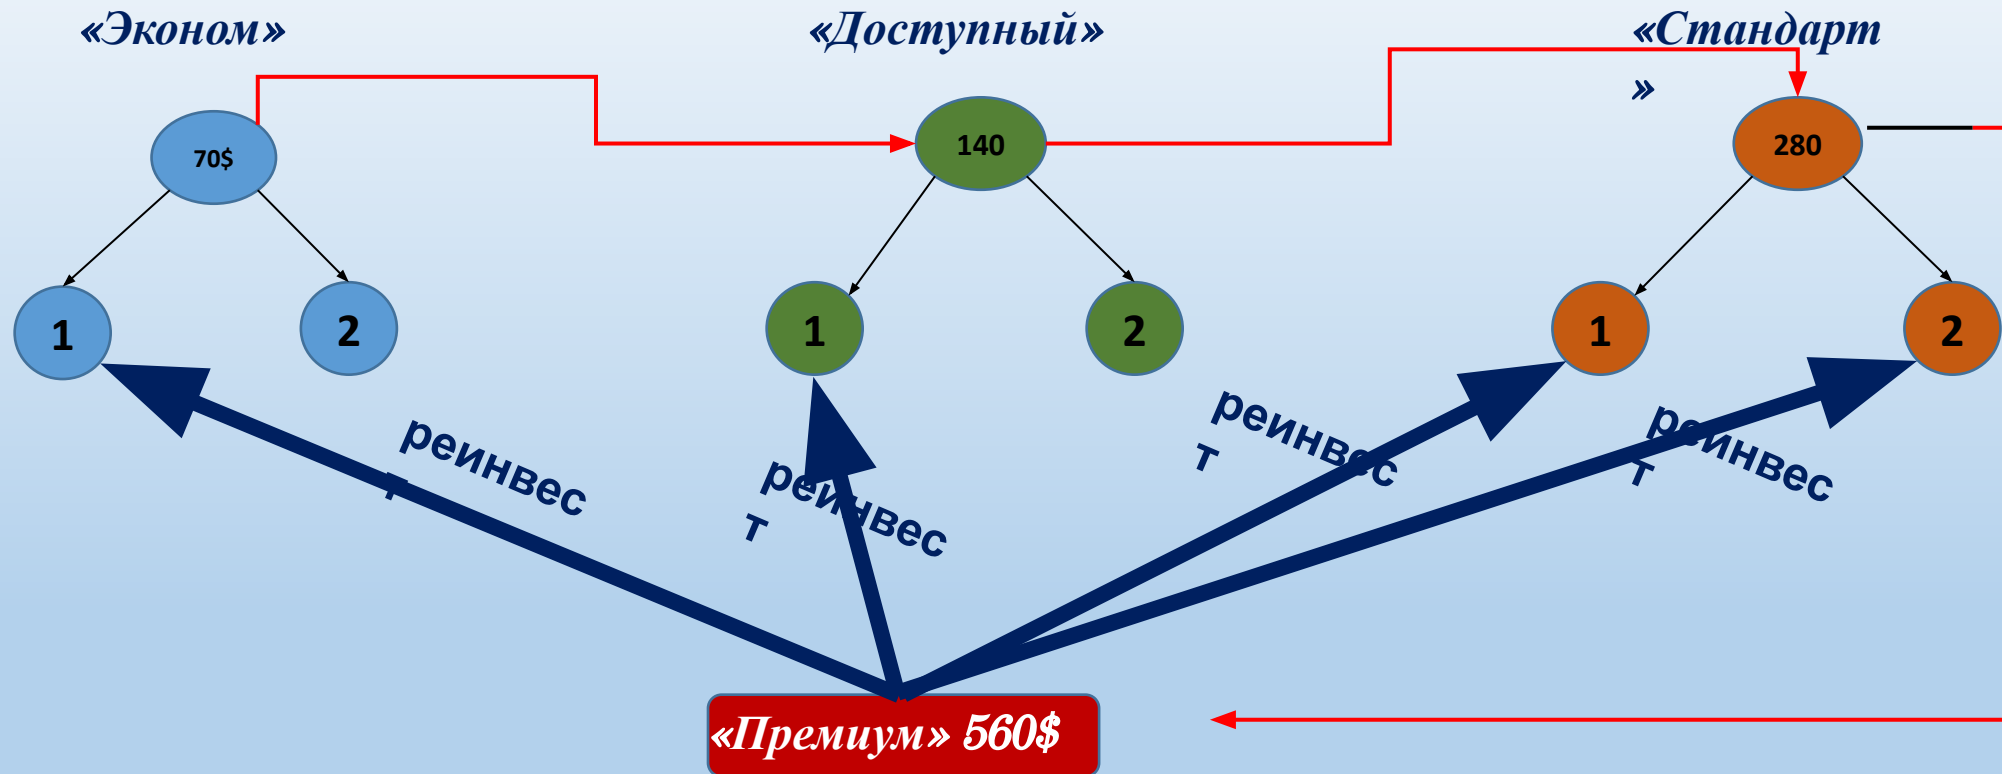 «Эконом»
«Доступный»
«Стандарт
»
70$
140
280
1
2
1
2
1
2
реинвес
т
реинвес
т
реинвес
т
реинвес
т
«Премиум» 560$